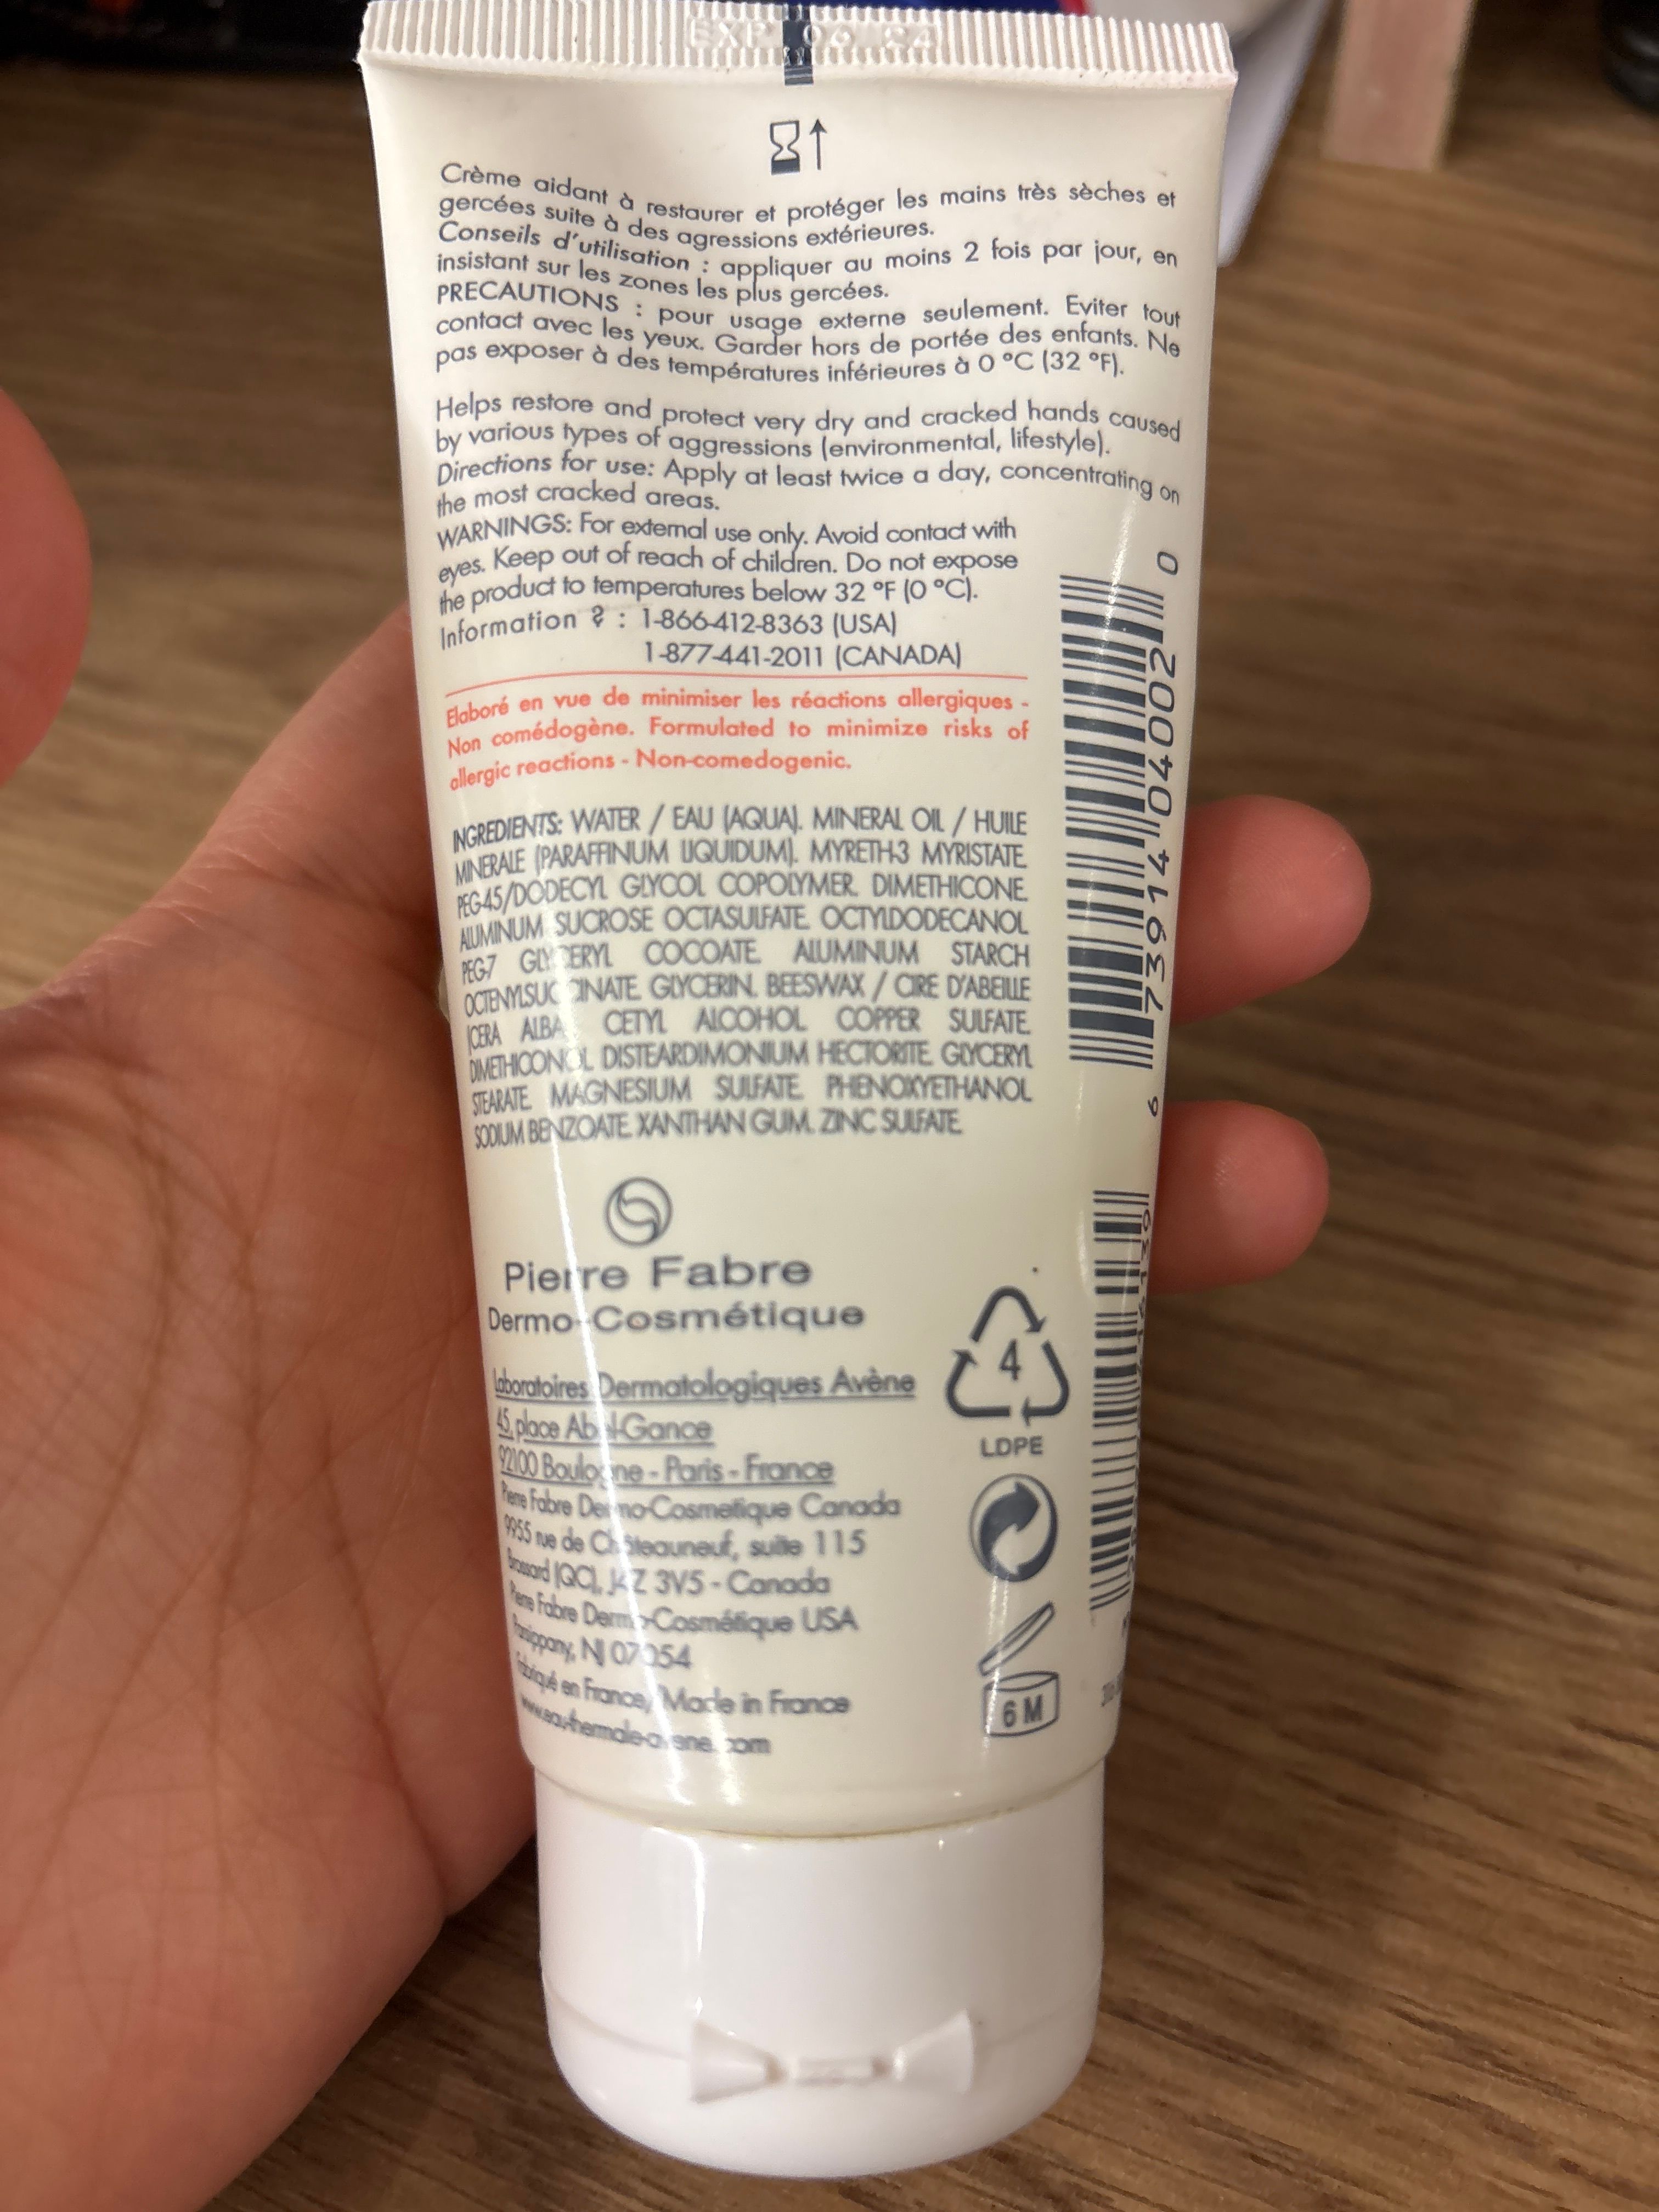 EXP 06 24
Crème aidant à restaurer et protéger les mains très sèches et
gercées suite à des agressions extérieures.
Conseils d'utilisation : appliquer au moins 2 fois par jour, en
insistant sur les zones les plus gercées.
PRECAUTIONS : pour usage externe seulement. Eviter tout
contact avec les yeux. Garder hors de portée des enfants. Ne
pas exposer à des températures inférieures à 0 °C (32 °F).
Helps restore and protect very dry and cracked hands caused
by various types of aggressions (environmental, lifestyle).
Directions for use: Apply at least twice a day, concentrating on
the most cracked areas.
WARNINGS: For external use only. Avoid contact with
eyes. Keep out of reach of children. Do not expose
the product to temperatures below 32 °F (0 °C).
Information : 1-866-412-8363 (USA)
1-877-441-2011 (CANADA)
Elaboré en vue de minimiser les réactions allergiques -
Non comédogène. Formulated to minimize risks of
allergic reactions - Non-comedogenic.
INGREDIENTS: WATER / EAU (AQUA). MINERAL OIL / HUILE
MINERALE (PARAFFINUM LIQUIDUM). MYRETH-3 MYRISTATE.
PEG-45/DODECYL GLYCOL COPOLYMER. DIMETHICONE.
ALUMINUM SUCROSE OCTASULFATE. OCTYLDODECANOL.
PEG-7 GLYCERYL COCOATE. ALUMINUM STARCH
OCTENYLSUCCINATE. GLYCERIN. BEESWAX / CIRE D'ABEILLE
(CERA ALBA). CETYL ALCOHOL. COPPER SULFATE.
DIMETHICONOL. DISTEARDIMONIUM HECTORITE. GLYCERYL
STEARATE. MAGNESIUM SULFATE. PHENOXYETHANOL.
SODIUM BENZOATE. XANTHAN GUM. ZINC SULFATE.
6 73914 04002 0
Pierre Fabre
Dermo-Cosmétique
Laboratoires Dermatologiques Avène
45, place Abel-Gance
92100 Boulogne - Paris - France
Pierre Fabre Dermo-Cosmetique Canada
9955 rue de Châteauneuf, suite 115
Brossard (QC), J4Z 3V5 - Canada
Pierre Fabre Dermo-Cosmétique USA
Parsippany, NJ 07054
Fabriqué en France/Made in France
www.eau-thermale-avene.com
4
LDPE
6 M